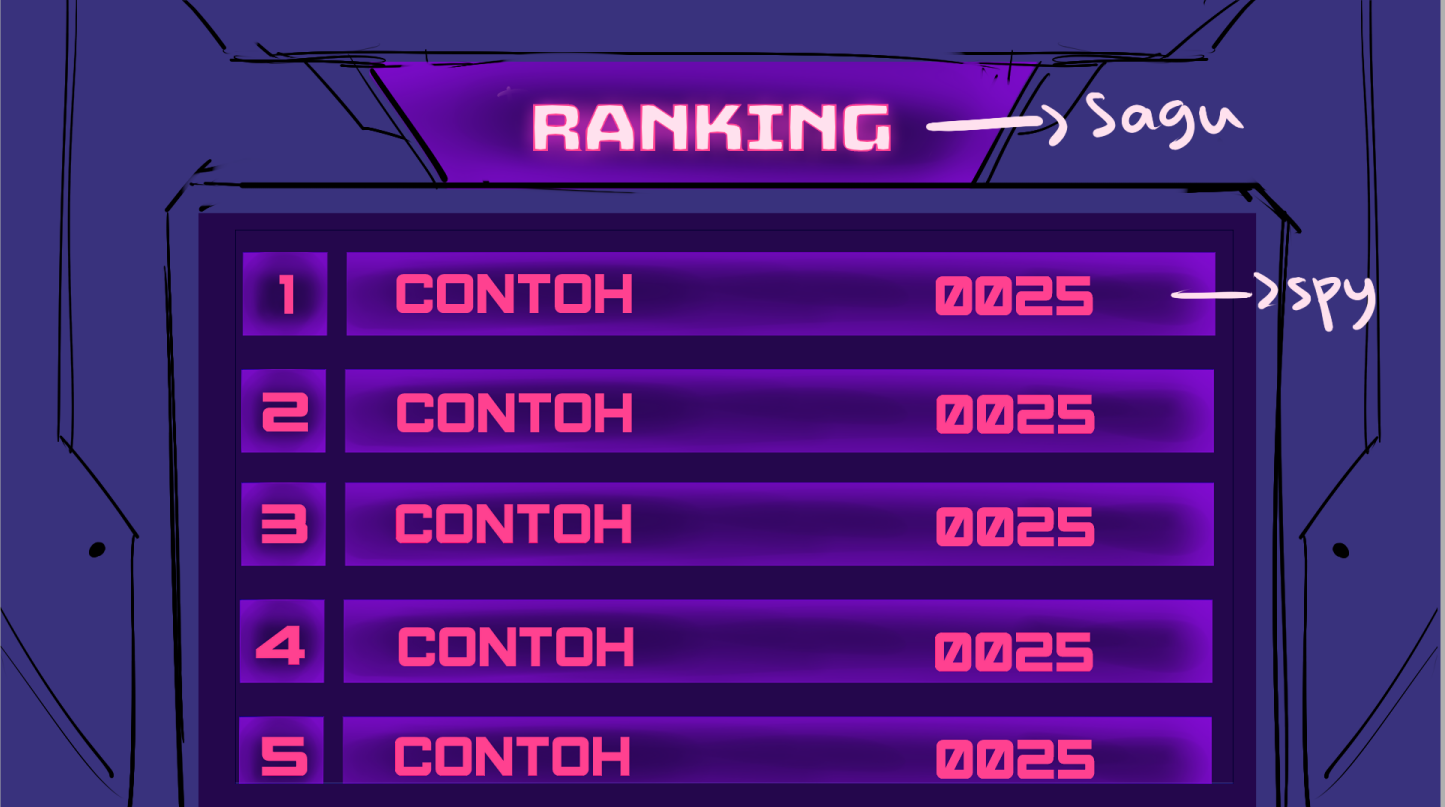 RANKING → Sagu
1 CONTOH 0025 → spy
2 CONTOH 0025
3 CONTOH 0025
4 CONTOH 0025
5 CONTOH 0025